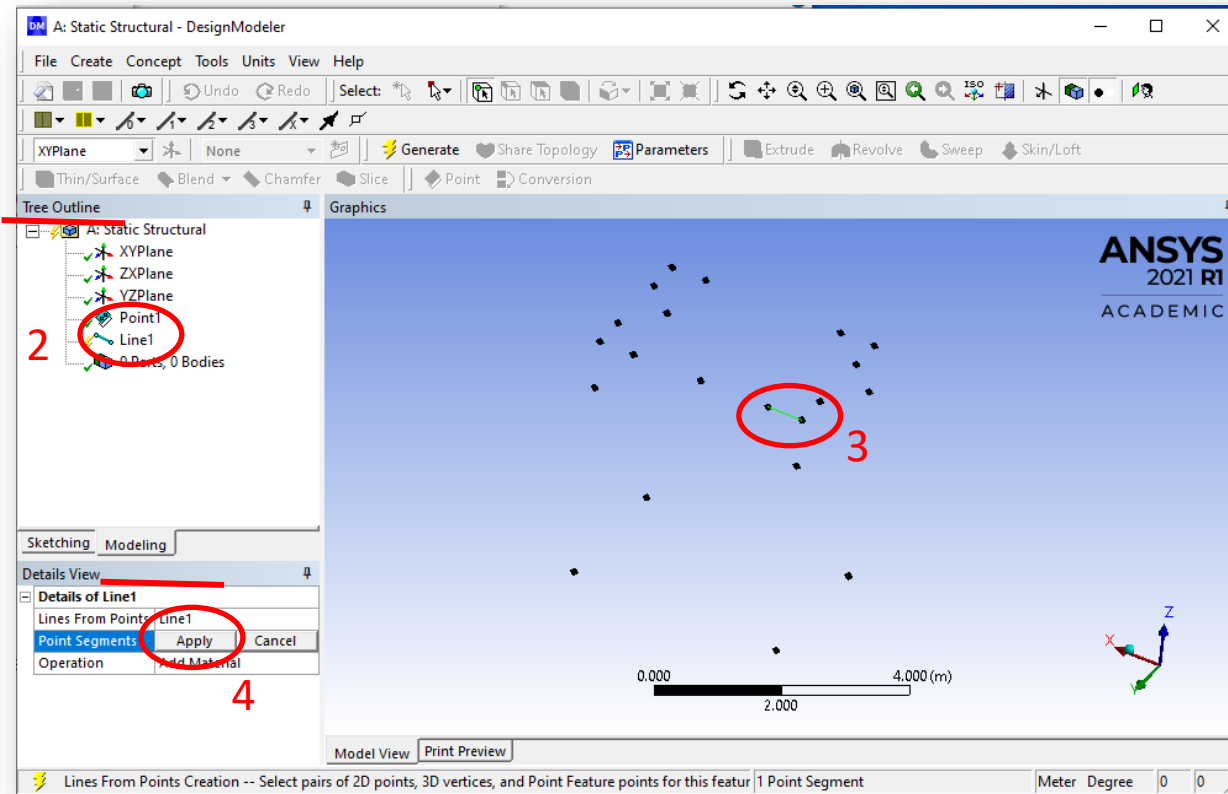 DM A: Static Structural - DesignModeler
File Create Concept Tools Units View Help
Undo Redo Select: ISO
XYPlane None Generate Share Topology Parameters Extrude Revolve Sweep Skin/Loft
Thin/Surface Blend Chamfer Slice Point Conversion
Tree Outline
A: Static Structural
XYPlane
ZXPlane
YZPlane
Point1
Line1
0 Parts, 0 Bodies
2
Sketching Modeling
Details View
Details of Line1
Lines From Points Line1
Point Segments Apply Cancel
Operation Add Material
4
Graphics
ANSYS
2021 R1
ACADEMIC
3
Z
X
Y
0.000 4.000 (m)
2.000
Model View Print Preview
Lines From Points Creation -- Select pairs of 2D points, 3D vertices, and Point Feature points for this featur 1 Point Segment Meter Degree 0 0